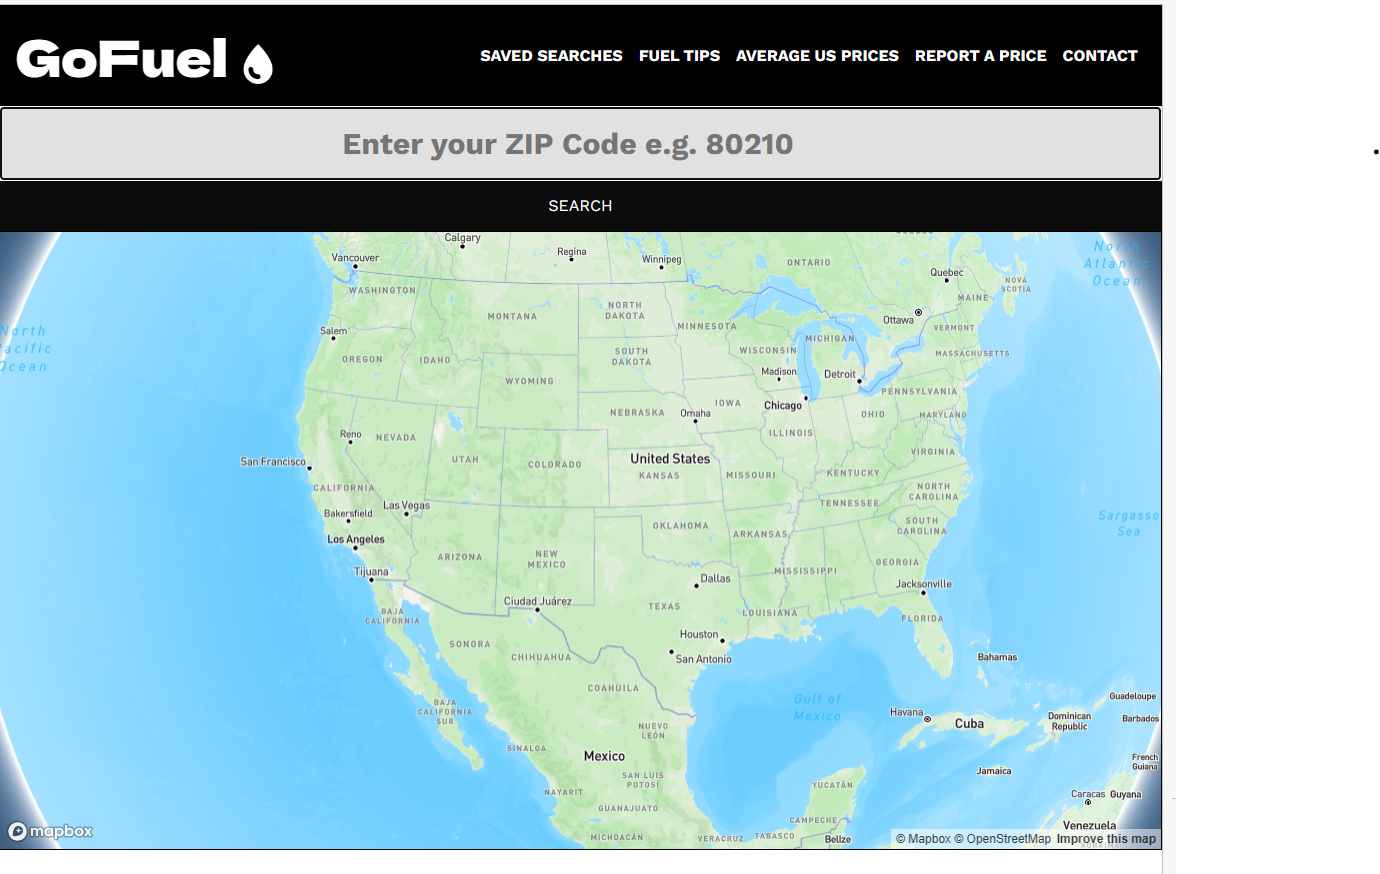 GoFuel
SAVED SEARCHES FUEL TIPS AVERAGE US PRICES REPORT A PRICE CONTACT
Enter your ZIP Code e.g. 80210
SEARCH
Calgary
Regina
Winnipeg
Vancouver
ONTARIO
Quebec
North
Atlantic
Ocean
WASHINGTON
NOVA
SCOTIA
MAINE
MONTANA
NORTH
DAKOTA
MINNESOTA
Ottawa
VERMONT
North
Pacific
Ocean
Salem
OREGON
IDAHO
SOUTH
DAKOTA
WISCONSIN
MICHIGAN
MASSACHUSETTS
WYOMING
Madison
Detroit
PENNSYLVANIA
NEBRASKA
Omaha
IOWA
Chicago
OHIO
MARYLAND
Reno
NEVADA
ILLINOIS
San Francisco
UTAH
COLORADO
United States
KANSAS
MISSOURI
KENTUCKY
VIRGINIA
CALIFORNIA
Las Vegas
Bakersfield
TENNESSEE
NORTH
CAROLINA
Los Angeles
OKLAHOMA
ARKANSAS
SOUTH
CAROLINA
Sargasso
Sea
ARIZONA
NEW
MEXICO
MISSISSIPPI
GEORGIA
Tijuana
Dallas
Jacksonville
BAJA
CALIFORNIA
Ciudad Juárez
TEXAS
LOUISIANA
FLORIDA
SONORA
CHIHUAHUA
Houston
San Antonio
Bahamas
COAHUILA
BAJA
CALIFORNIA
SUR
Gulf of
Mexico
Havana
Cuba
Guadeloupe
Dominican
Republic
Barbados
NUEVO
LEÓN
SINALOA
Mexico
Jamaica
French
Guiana
SAN LUIS
POTOSÍ
NAYARIT
YUCATÁN
Caracas
Guyana
GUANAJUATO
CAMPECHE
Venezuela
MICHOACÁN
VERACRUZ
TABASCO
Belize
mapbox
© Mapbox © OpenStreetMap Improve this map